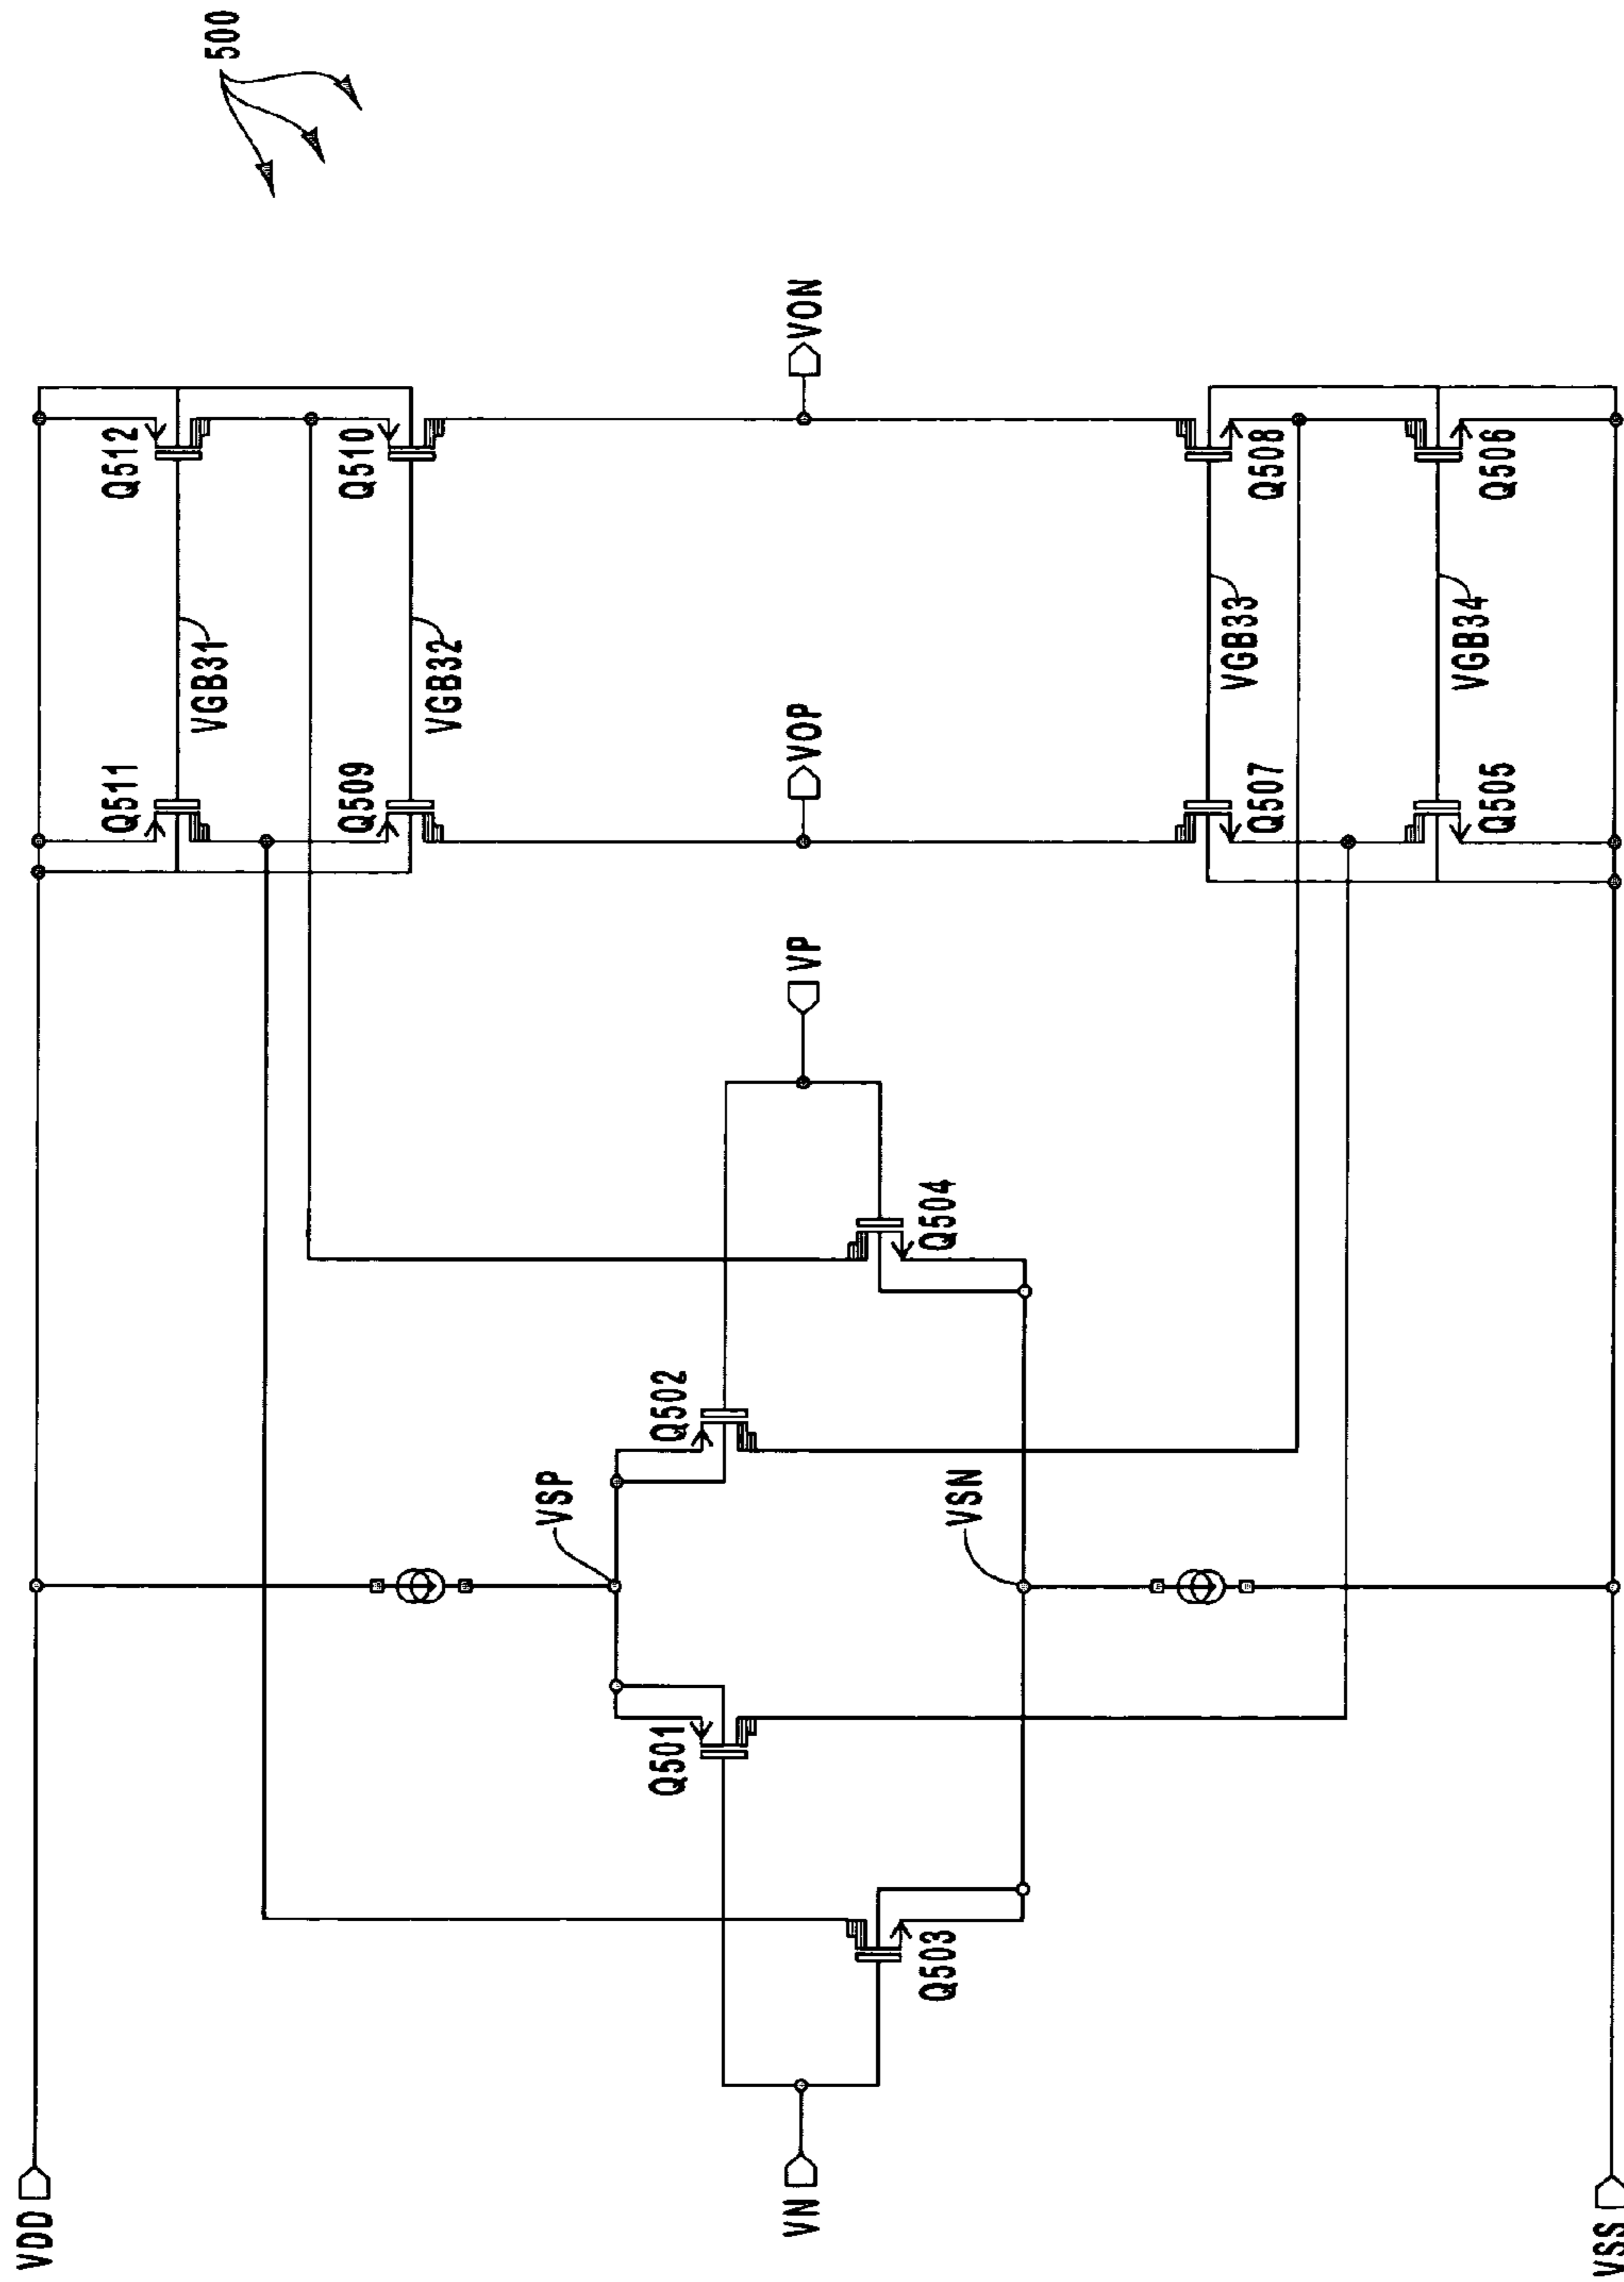 500
VDD
Q511
Q512
VGB31
Q509
Q510
VGB32
VSP
Q501
Q502
VN
VP
VOP
VON
Q503
Q504
VSN
Q507
Q508
VGB33
Q505
Q506
VGB34
VSS